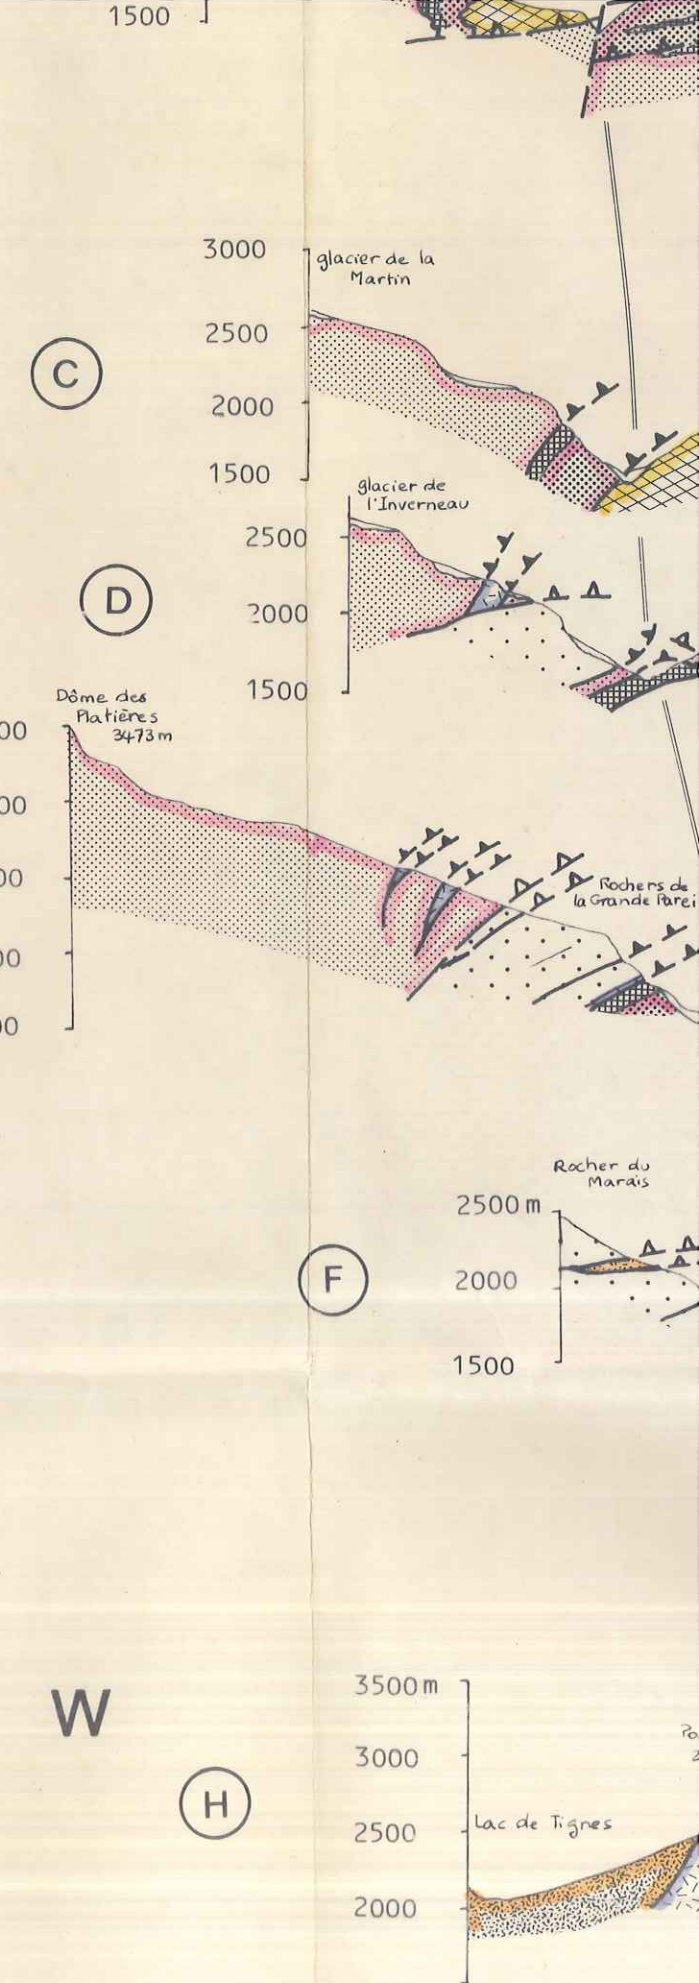 1500
3000
glacier de la
Martin
2500
C
2000
1500
glacier de
l'Inverneau
2500
D
2000
1500
Dôme des
Platières
3473m
00
00
00
00
00
Rochers de
la Grande Parei
Rocher du
Marais
2500 m
F
2000
1500
W
3500 m
3000
H
2500
Lac de Tignes
2000